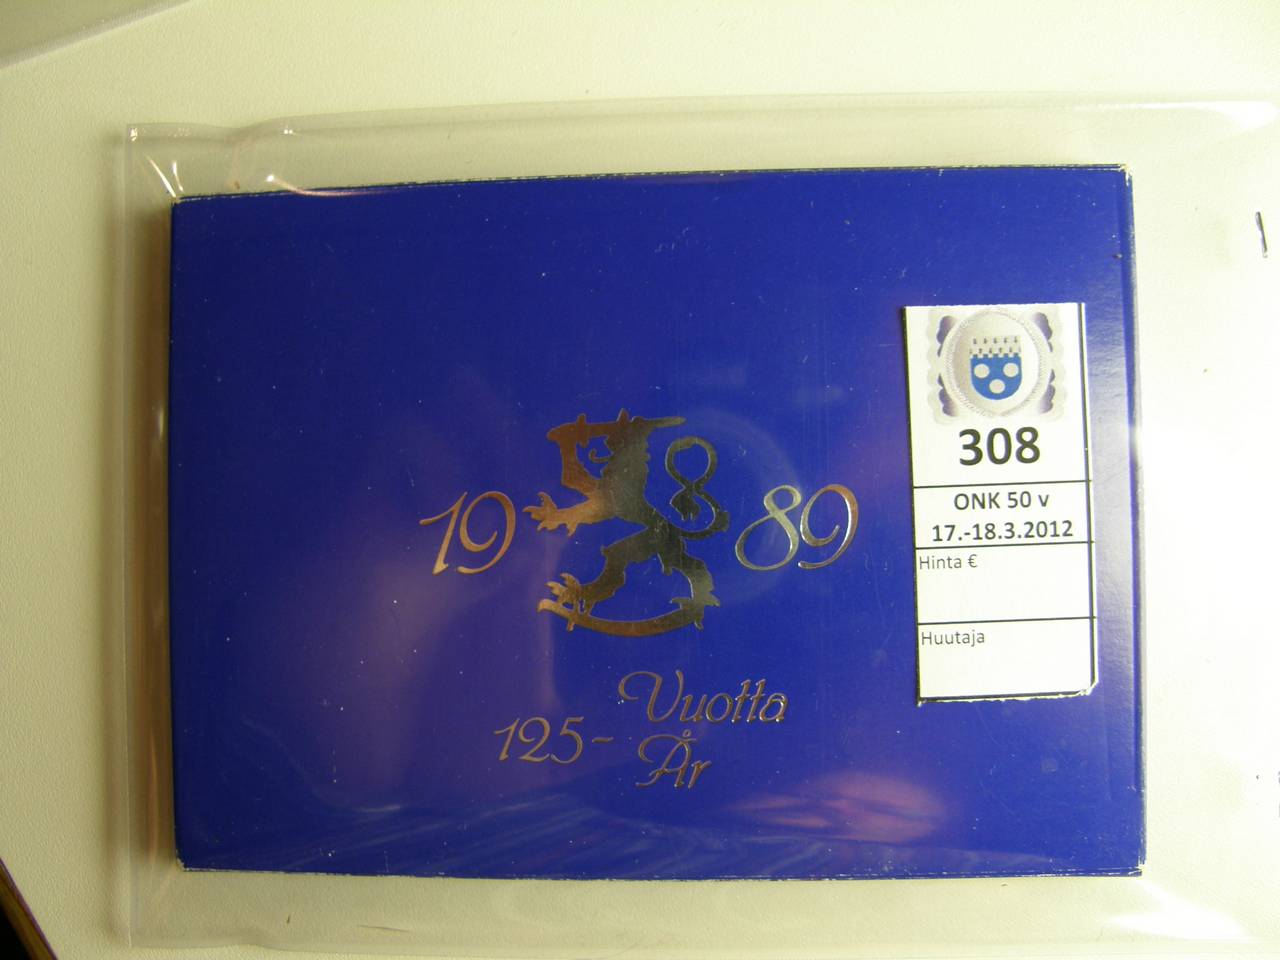 19 89
125- Vuotta
År
308
ONK 50 v
17.-18.3.2012
Hinta €
Huutaja